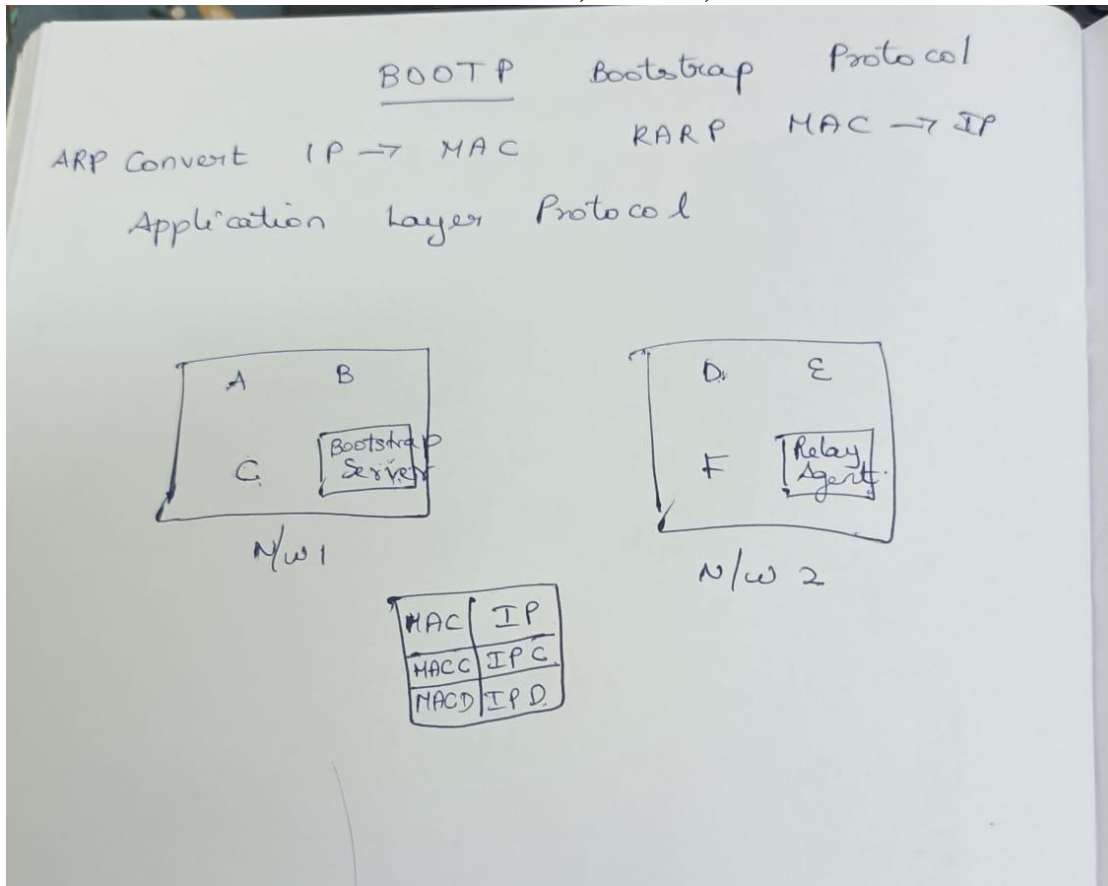 BOOTP Bootstrap Protocol
ARP Convert IP → MAC RARP MAC → IP
Application Layer Protocol
A B
C Bootstrap
Server
N/W 1
D E
F Relay
Agent
N/W 2
MAC IP
MACC IPC
MACD IPD